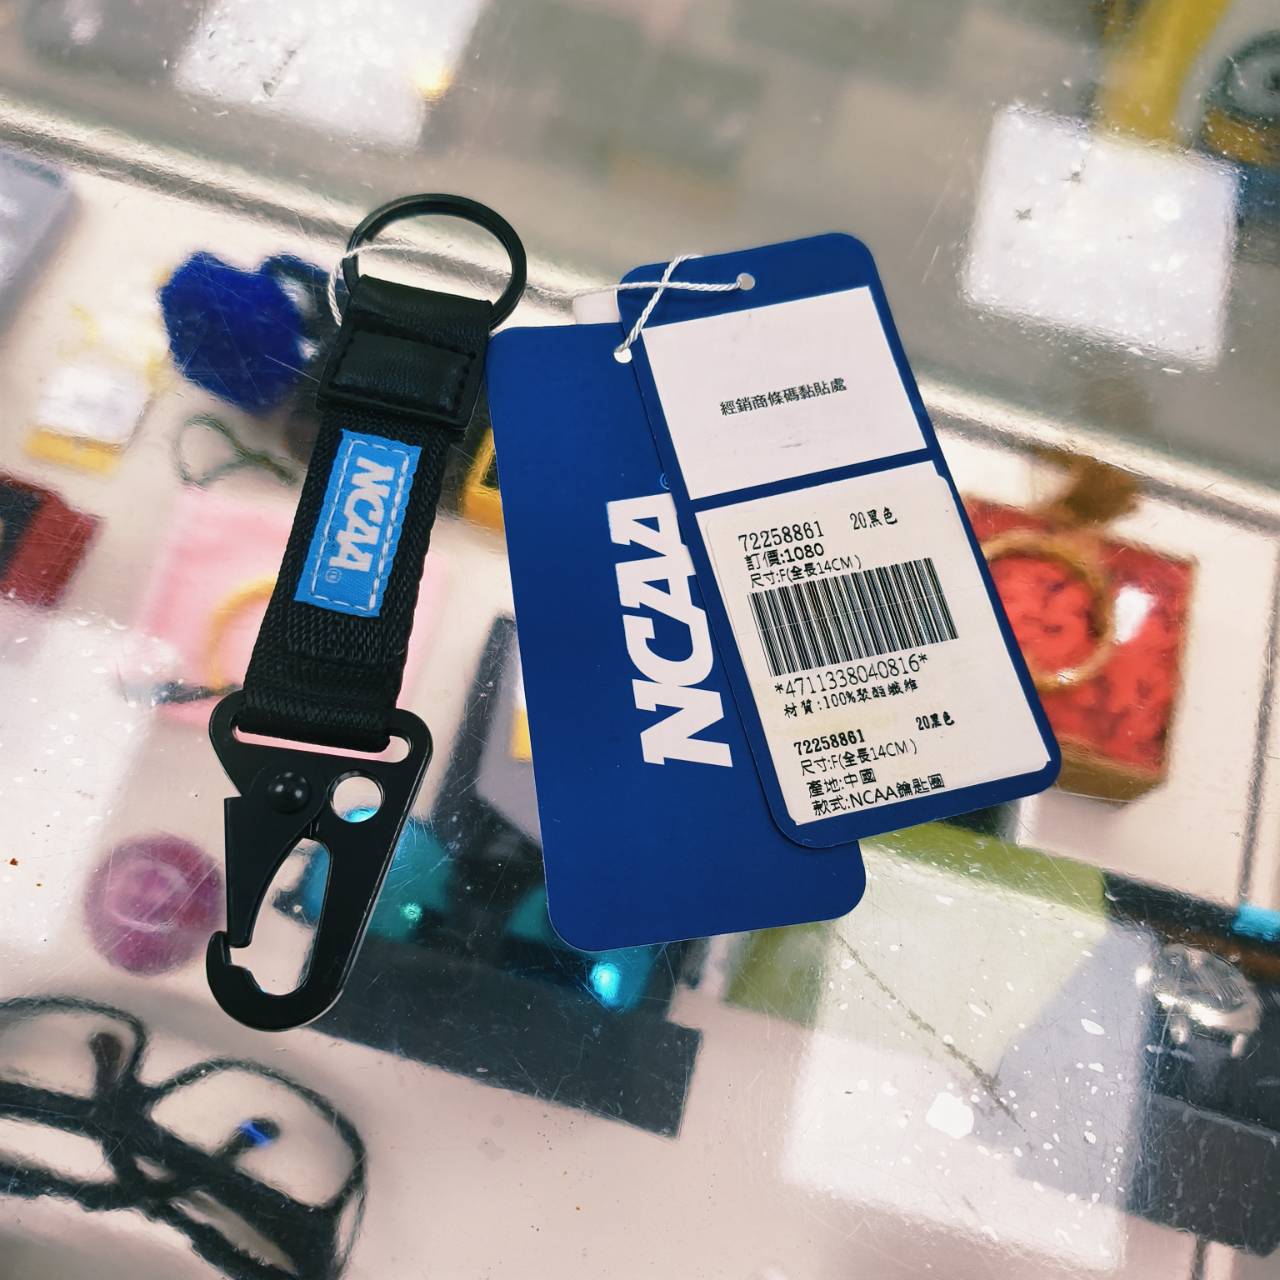 NCAA®
NCAA®
經銷商條碼黏貼處
72258861 20黑色
訂價:1080
尺寸:F(全長14CM)
*4711338040816*
材質:100%聚酯纖維
72258861 20黑色
尺寸:F(全長14CM)
產地:中國
款式:NCAA鑰匙圈